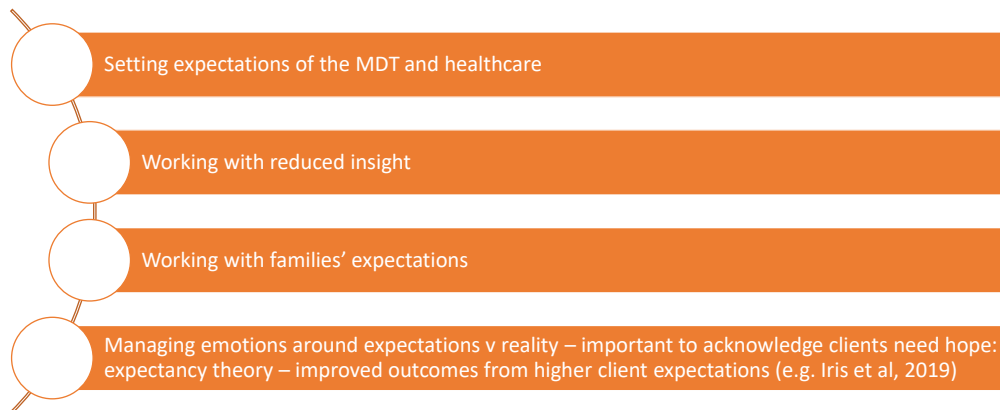 Setting expectations of the MDT and healthcare
Working with reduced insight
Working with families’ expectations
Managing emotions around expectations v reality – important to acknowledge clients need hope:
expectancy theory – improved outcomes from higher client expectations (e.g. Iris et al, 2019)